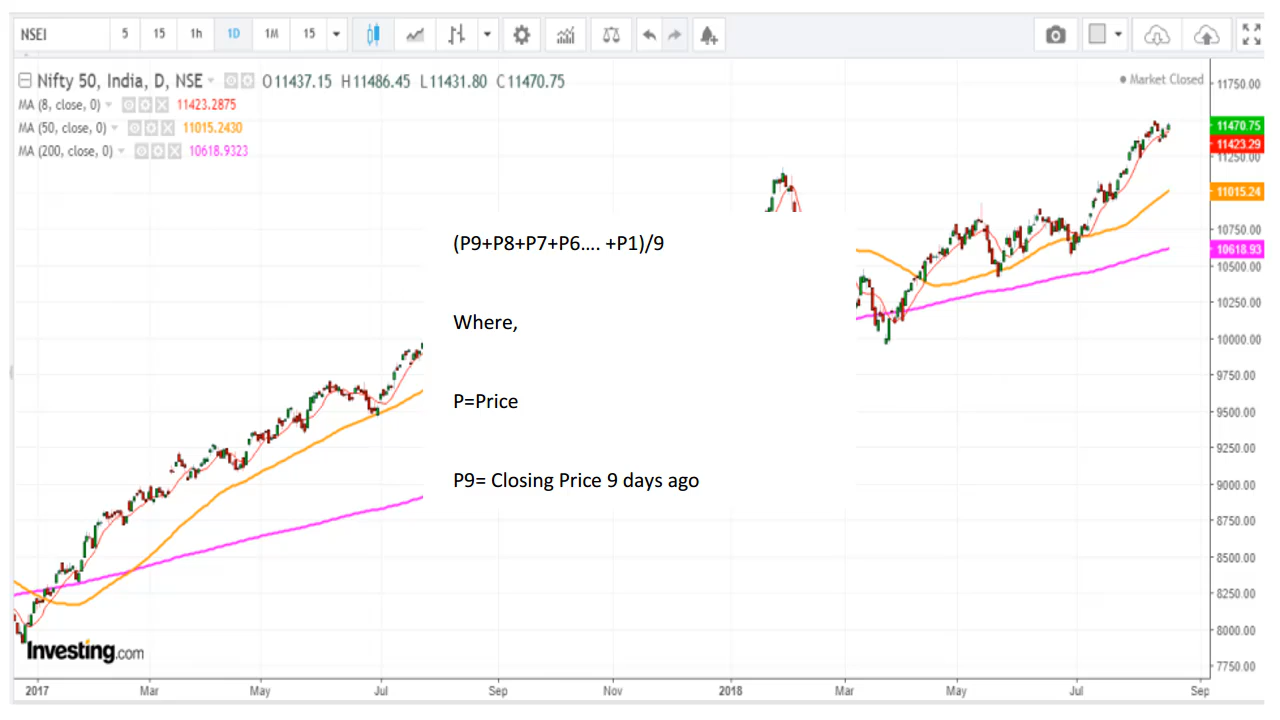 NSEI 5 15 1h 1D 1M 15
Nifty 50, India, D, NSE O11437.15 H11486.45 L11431.80 C11470.75
Market Closed
MA (8, close, 0) 11423.2875
MA (50, close, 0) 11015.2430
MA (200, close, 0) 10618.9323
11750.00
11470.75
11423.29
11250.00
11015.24
10750.00
10618.93
10500.00
10250.00
10000.00
9750.00
9500.00
9250.00
9000.00
8750.00
8500.00
8250.00
8000.00
7750.00
(P9+P8+P7+P6.... +P1)/9
Where,
P=Price
P9= Closing Price 9 days ago
Investing.com
2017 Mar May Jul Sep Nov 2018 Mar May Jul Sep